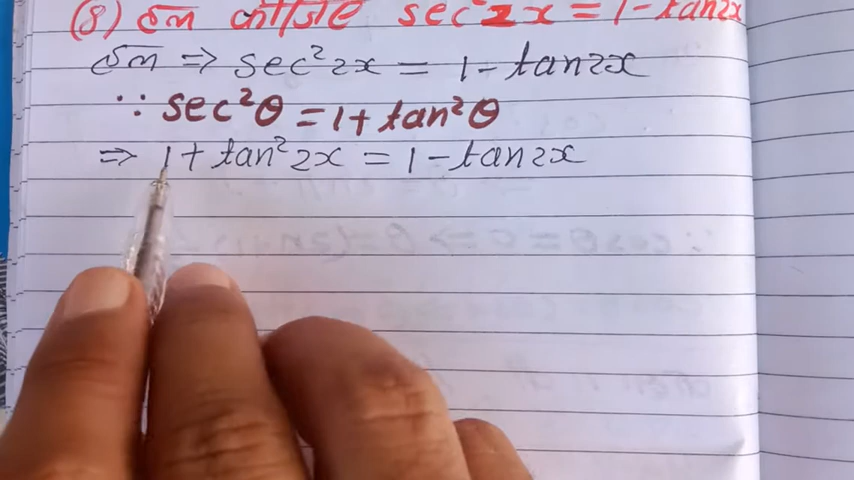 (8) हल कीजिए sec²2x = 1 - tan2x
हल ⇒ sec²2x = 1 - tan2x
∵ sec²θ = 1 + tan²θ
⇒ 1 + tan²2x = 1 - tan2x